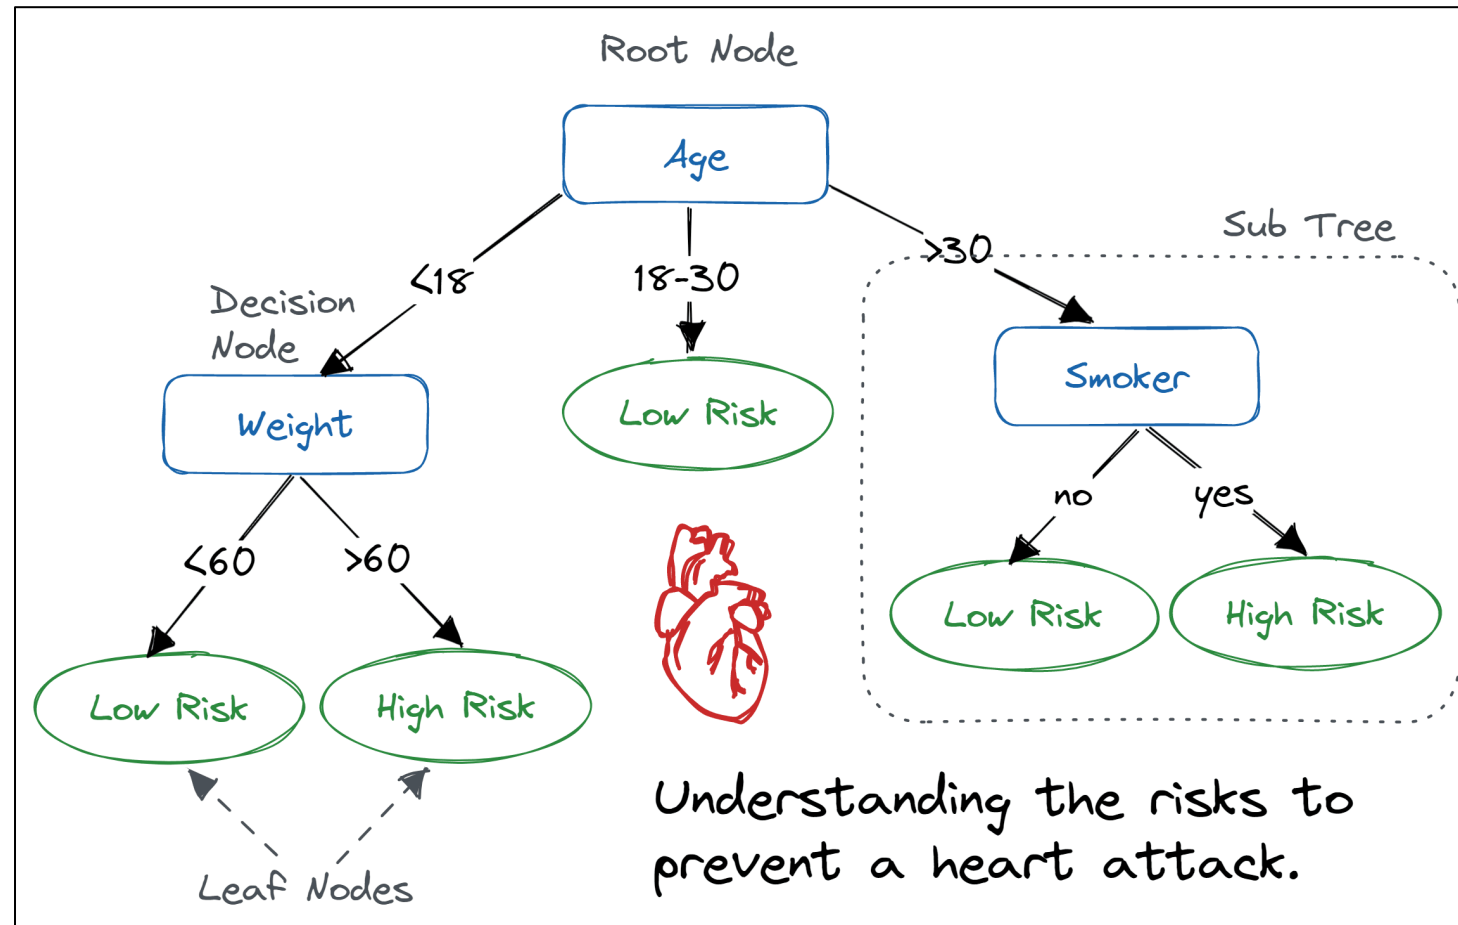 Root Node
Age
Sub Tree
>30
<18
18-30
Decision
Node
Smoker
Low Risk
Weight
no
yes
<60
>60
Low Risk
High Risk
Low Risk
High Risk
Understanding the risks to
prevent a heart attack.
Leaf Nodes